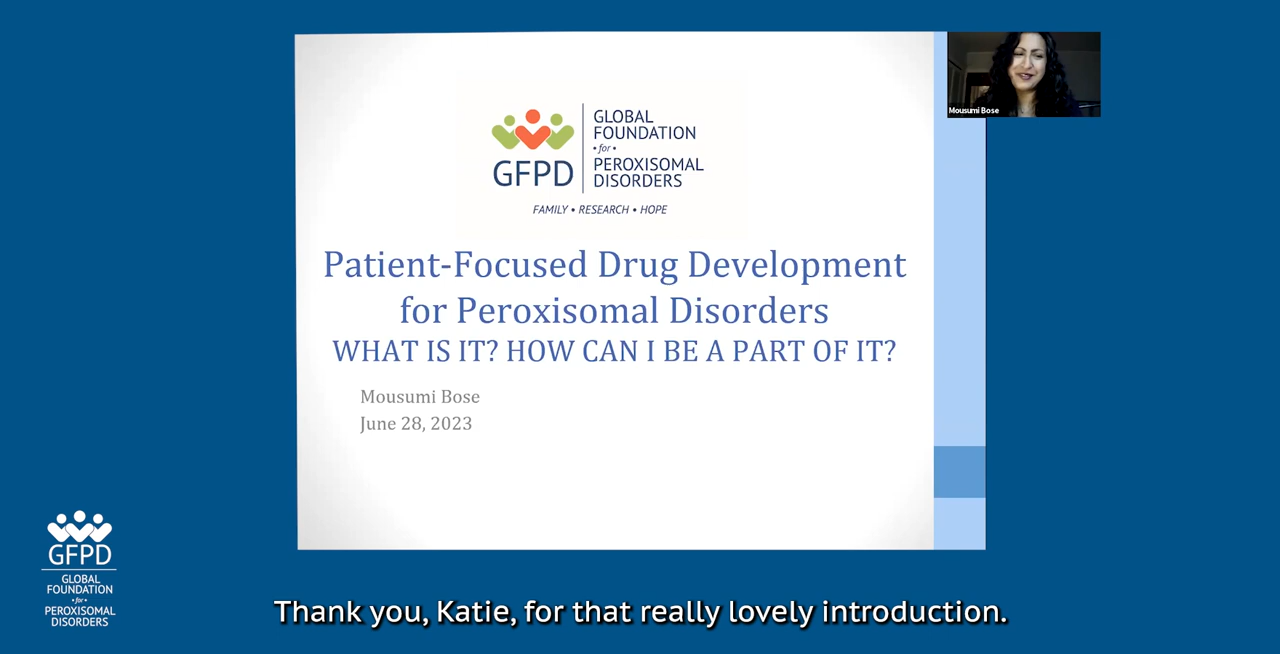 GFPD
GLOBAL
FOUNDATION
• for •
PEROXISOMAL
DISORDERS
FAMILY • RESEARCH • HOPE
Patient-Focused Drug Development
for Peroxisomal Disorders
WHAT IS IT? HOW CAN I BE A PART OF IT?
Mousumi Bose
June 28, 2023
Mousumi Bose
GFPD
GLOBAL
FOUNDATION
• for •
PEROXISOMAL
DISORDERS
Thank you, Katie, for that really lovely introduction.